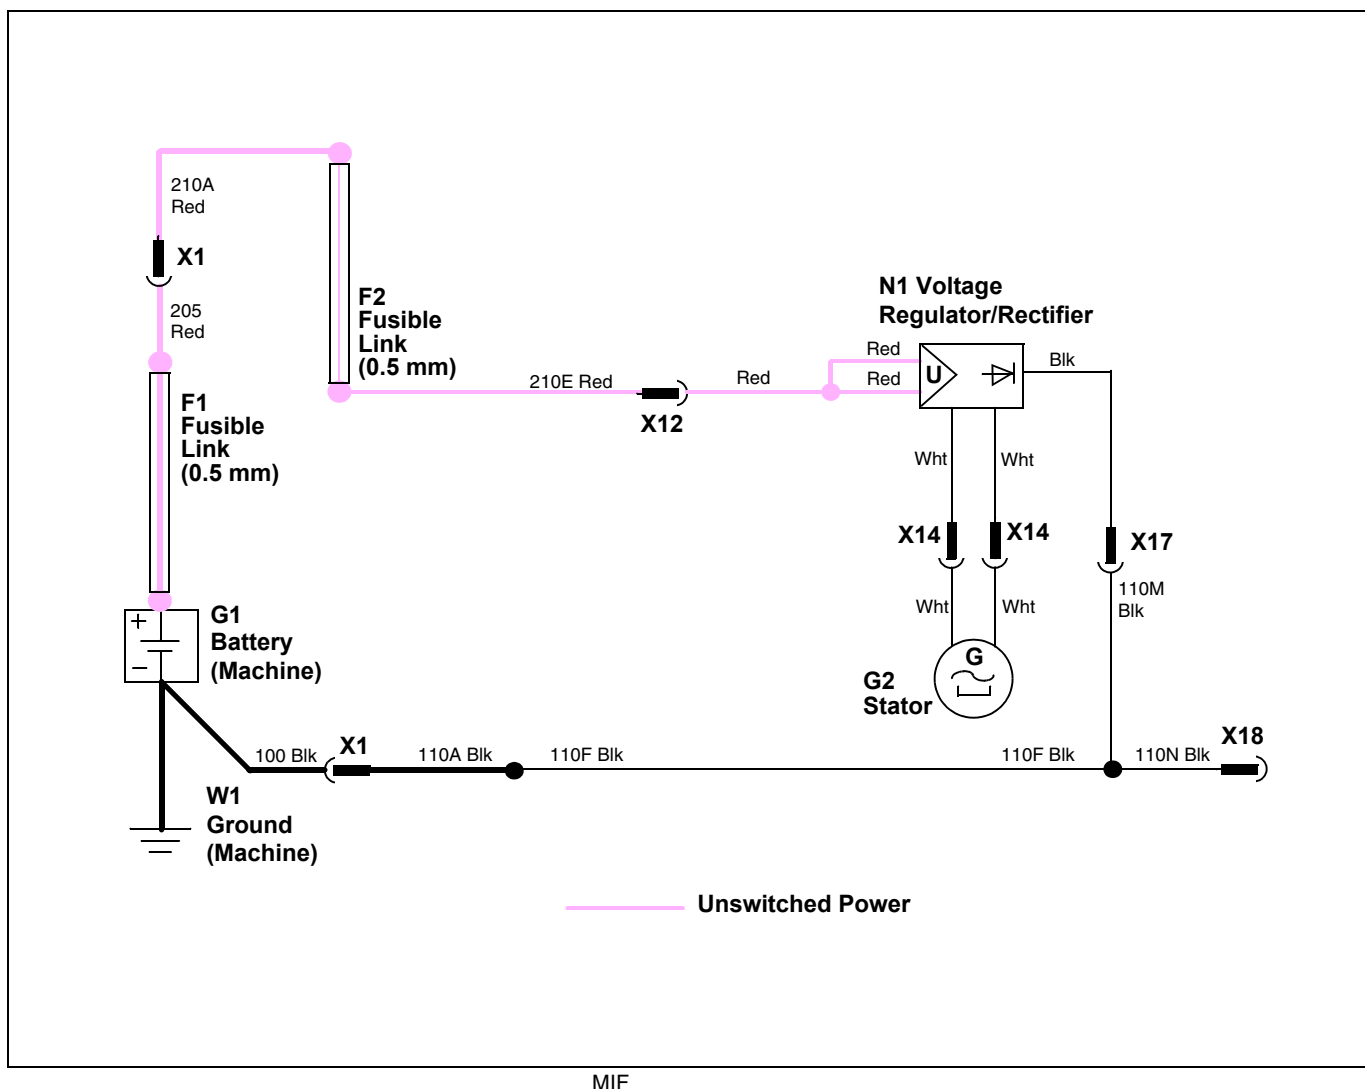 210A
Red
X1
205
Red
F1
Fusible
Link
(0.5 mm)
F2
Fusible
Link
(0.5 mm)
210E Red
X12
Red
N1 Voltage
Regulator/Rectifier
Red
Red
U
Blk
Wht
Wht
X14
X14
X17
110M
Blk
Wht
Wht
G
G2
Stator
+
−
G1
Battery
(Machine)
100 Blk
X1
110A Blk
110F Blk
110F Blk
110N Blk
X18
W1
Ground
(Machine)
Unswitched Power
MIF